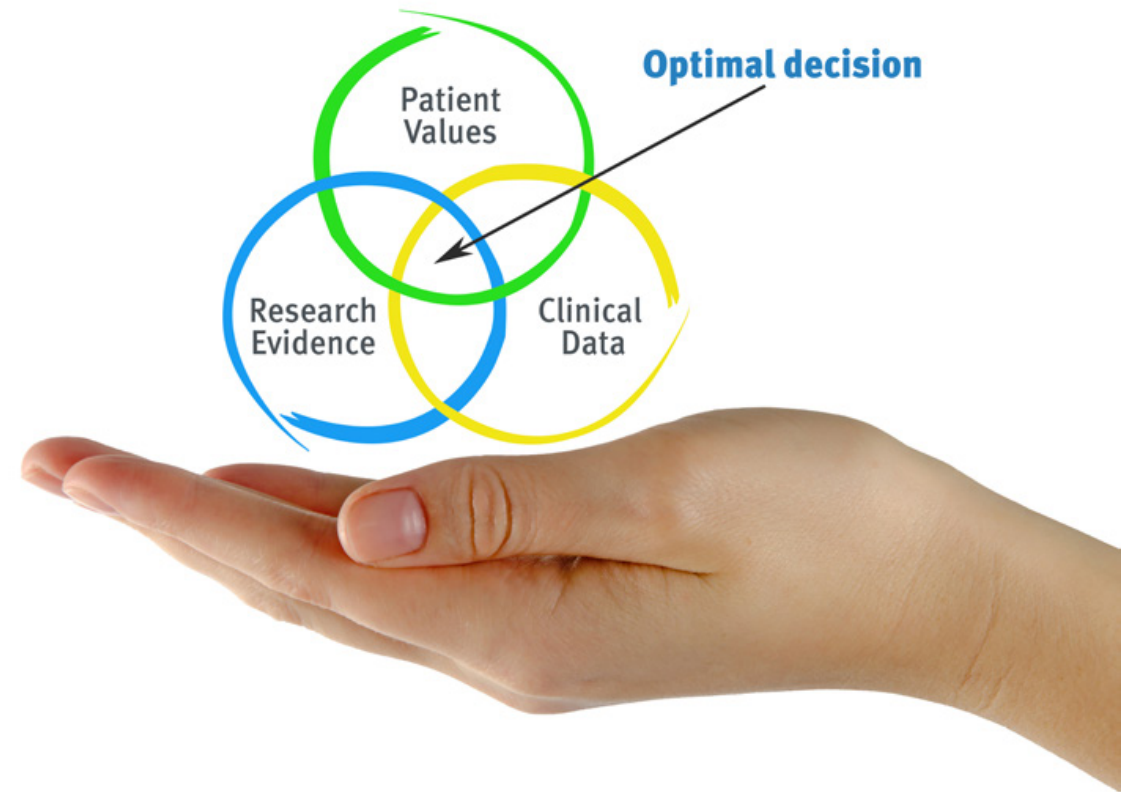 Optimal decision
Patient
Values
Research
Evidence
Clinical
Data